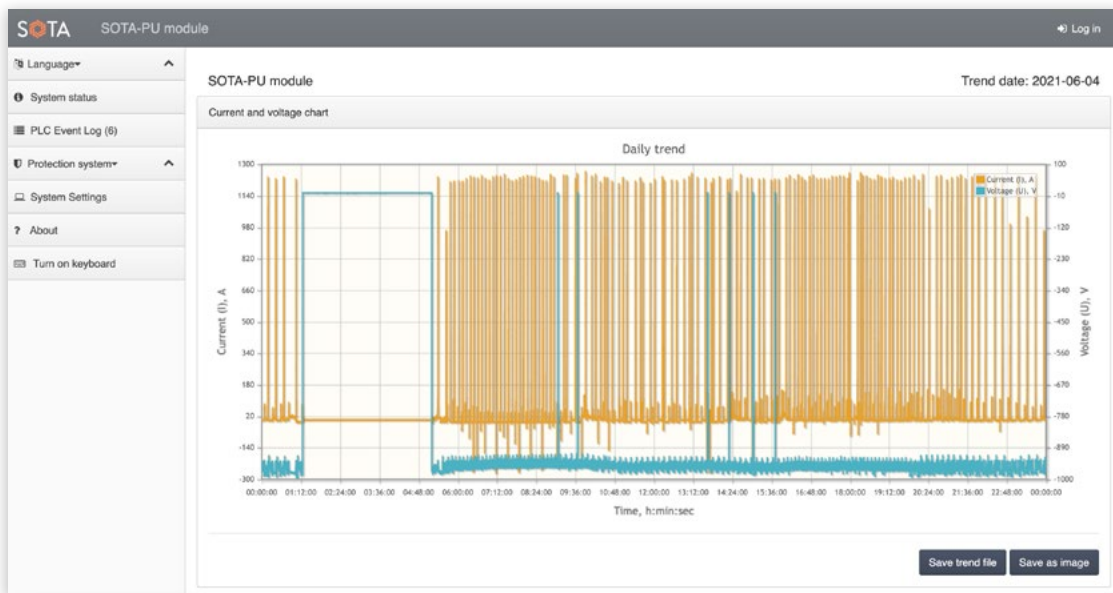 SOTA SOTA-PU module Log in
Language
System status
PLC Event Log (6)
Protection system
System Settings
? About
Turn on keyboard
SOTA-PU module Trend date: 2021-06-04
Current and voltage chart
Daily trend
Current (I), A
Voltage (U), V
Current (I), A
1300
1140
980
820
660
500
340
180
20
-140
-300
100
-10
-120
-230
-340
-450
-560
-670
-780
-890
-1000
Voltage (U), V
00:00:00 01:12:00 02:24:00 03:36:00 04:48:00 06:00:00 07:12:00 08:24:00 09:36:00 10:48:00 12:00:00 13:12:00 14:24:00 15:36:00 16:48:00 18:00:00 19:12:00 20:24:00 21:36:00 22:48:00 00:00:00
Time, h:min:sec
Save trend file Save as image